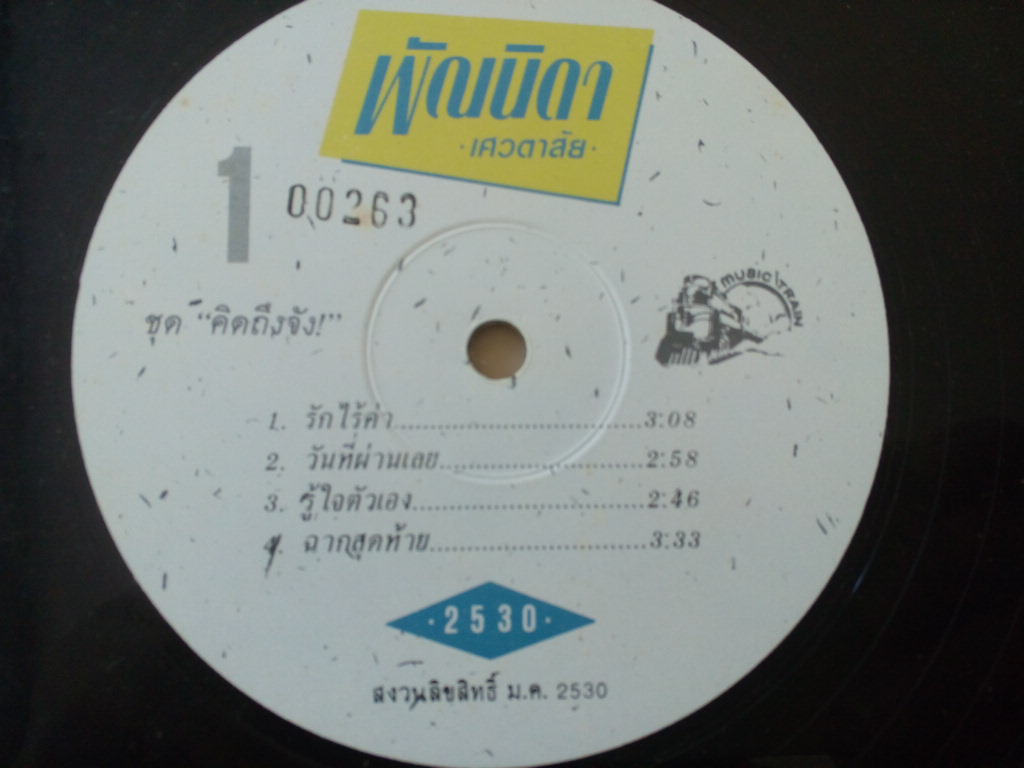 พัณนิดา
·เศวตาสัย·
1
00263
MUSIC TRAIN
ชุด "คิดถึงจัง!"
1. รักไร้ค่า..............................3:08
2. วันที่ผ่านเลย.........................2:58
3. รู้ใจตัวเอง............................2:46
4. ฉากสุดท้าย..........................3:33
·2530·
สงวนลิขสิทธิ์ ม.ค. 2530